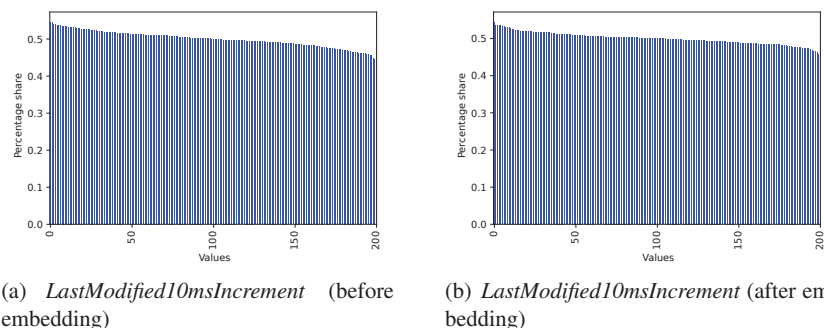 0.5
0.4
0.3
0.2
0.1
0.0
Percentage share
0
50
100
150
200
Values
(a) LastModified10msIncrement (before
embedding)
0.5
0.4
0.3
0.2
0.1
0.0
Percentage share
0
50
100
150
200
Values
(b) LastModified10msIncrement (after em
bedding)